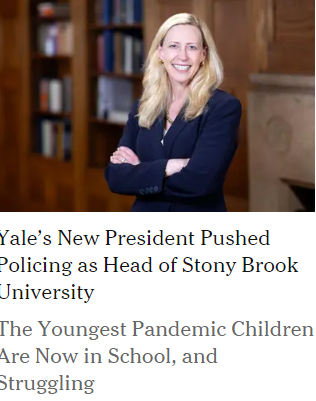 Yale's New President Pushed
Policing as Head of Stony Brook
University
The Youngest Pandemic Children
Are Now in School, and
Struggling